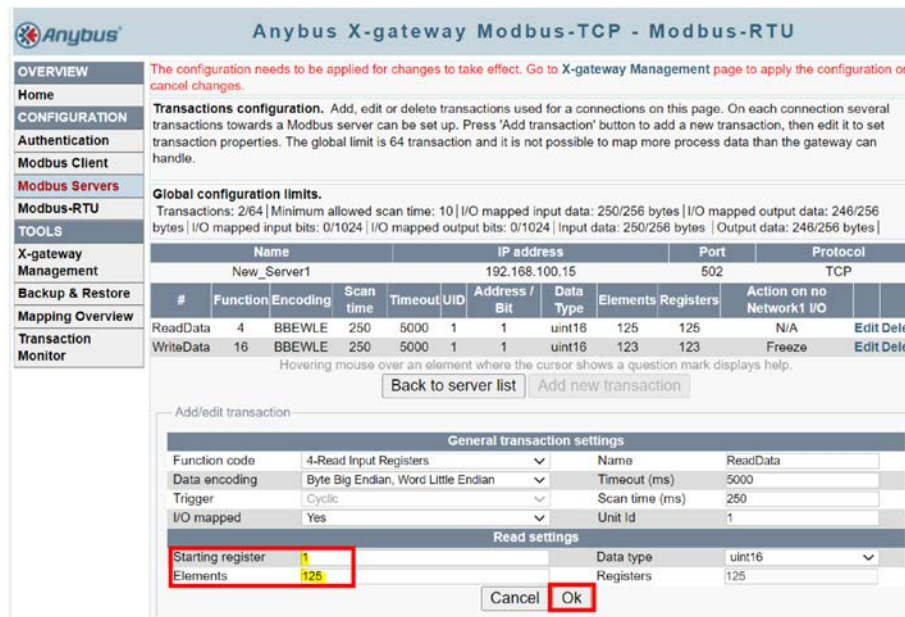 Anybus
Anybus X-gateway Modbus-TCP - Modbus-RTU
OVERVIEW
Home
CONFIGURATION
Authentication
Modbus Client
Modbus Servers
Modbus-RTU
TOOLS
X-gateway
Management
Backup & Restore
Mapping Overview
Transaction
Monitor
The configuration needs to be applied for changes to take effect. Go to X-gateway Management page to apply the configuration or
cancel changes.
Transactions configuration. Add, edit or delete transactions used for a connections on this page. On each connection several
transactions towards a Modbus server can be set up. Press 'Add transaction' button to add a new transaction, then edit it to set
transaction properties. The global limit is 64 transaction and it is not possible to map more process data than the gateway can
handle.
Global configuration limits.
Transactions: 2/64 | Minimum allowed scan time: 10 | I/O mapped input data: 250/256 bytes | I/O mapped output data: 246/256
bytes | I/O mapped input bits: 0/1024 | I/O mapped output bits: 0/1024 | Input data: 250/256 bytes | Output data: 246/256 bytes |
Name IP address Port Protocol
New_Server1 192.168.100.15 502 TCP
# Function Encoding Scan time Timeout UID Address / Bit Data Type Elements Registers Action on no Network1 I/O
ReadData 4 BBEWLE 250 5000 1 1 uint16 125 125 N/A Edit Dele
WriteData 16 BBEWLE 250 5000 1 1 uint16 123 123 Freeze Edit Dele
Hovering mouse over an element where the cursor shows a question mark displays help.
Back to server list Add new transaction
Add/edit transaction
General transaction settings
Function code 4-Read Input Registers Name ReadData
Data encoding Byte Big Endian, Word Little Endian Timeout (ms) 5000
Trigger Cyclic Scan time (ms) 250
I/O mapped Yes Unit Id 1
Read settings
Starting register 1 Data type uint16
Elements 125 Registers 125
Cancel Ok